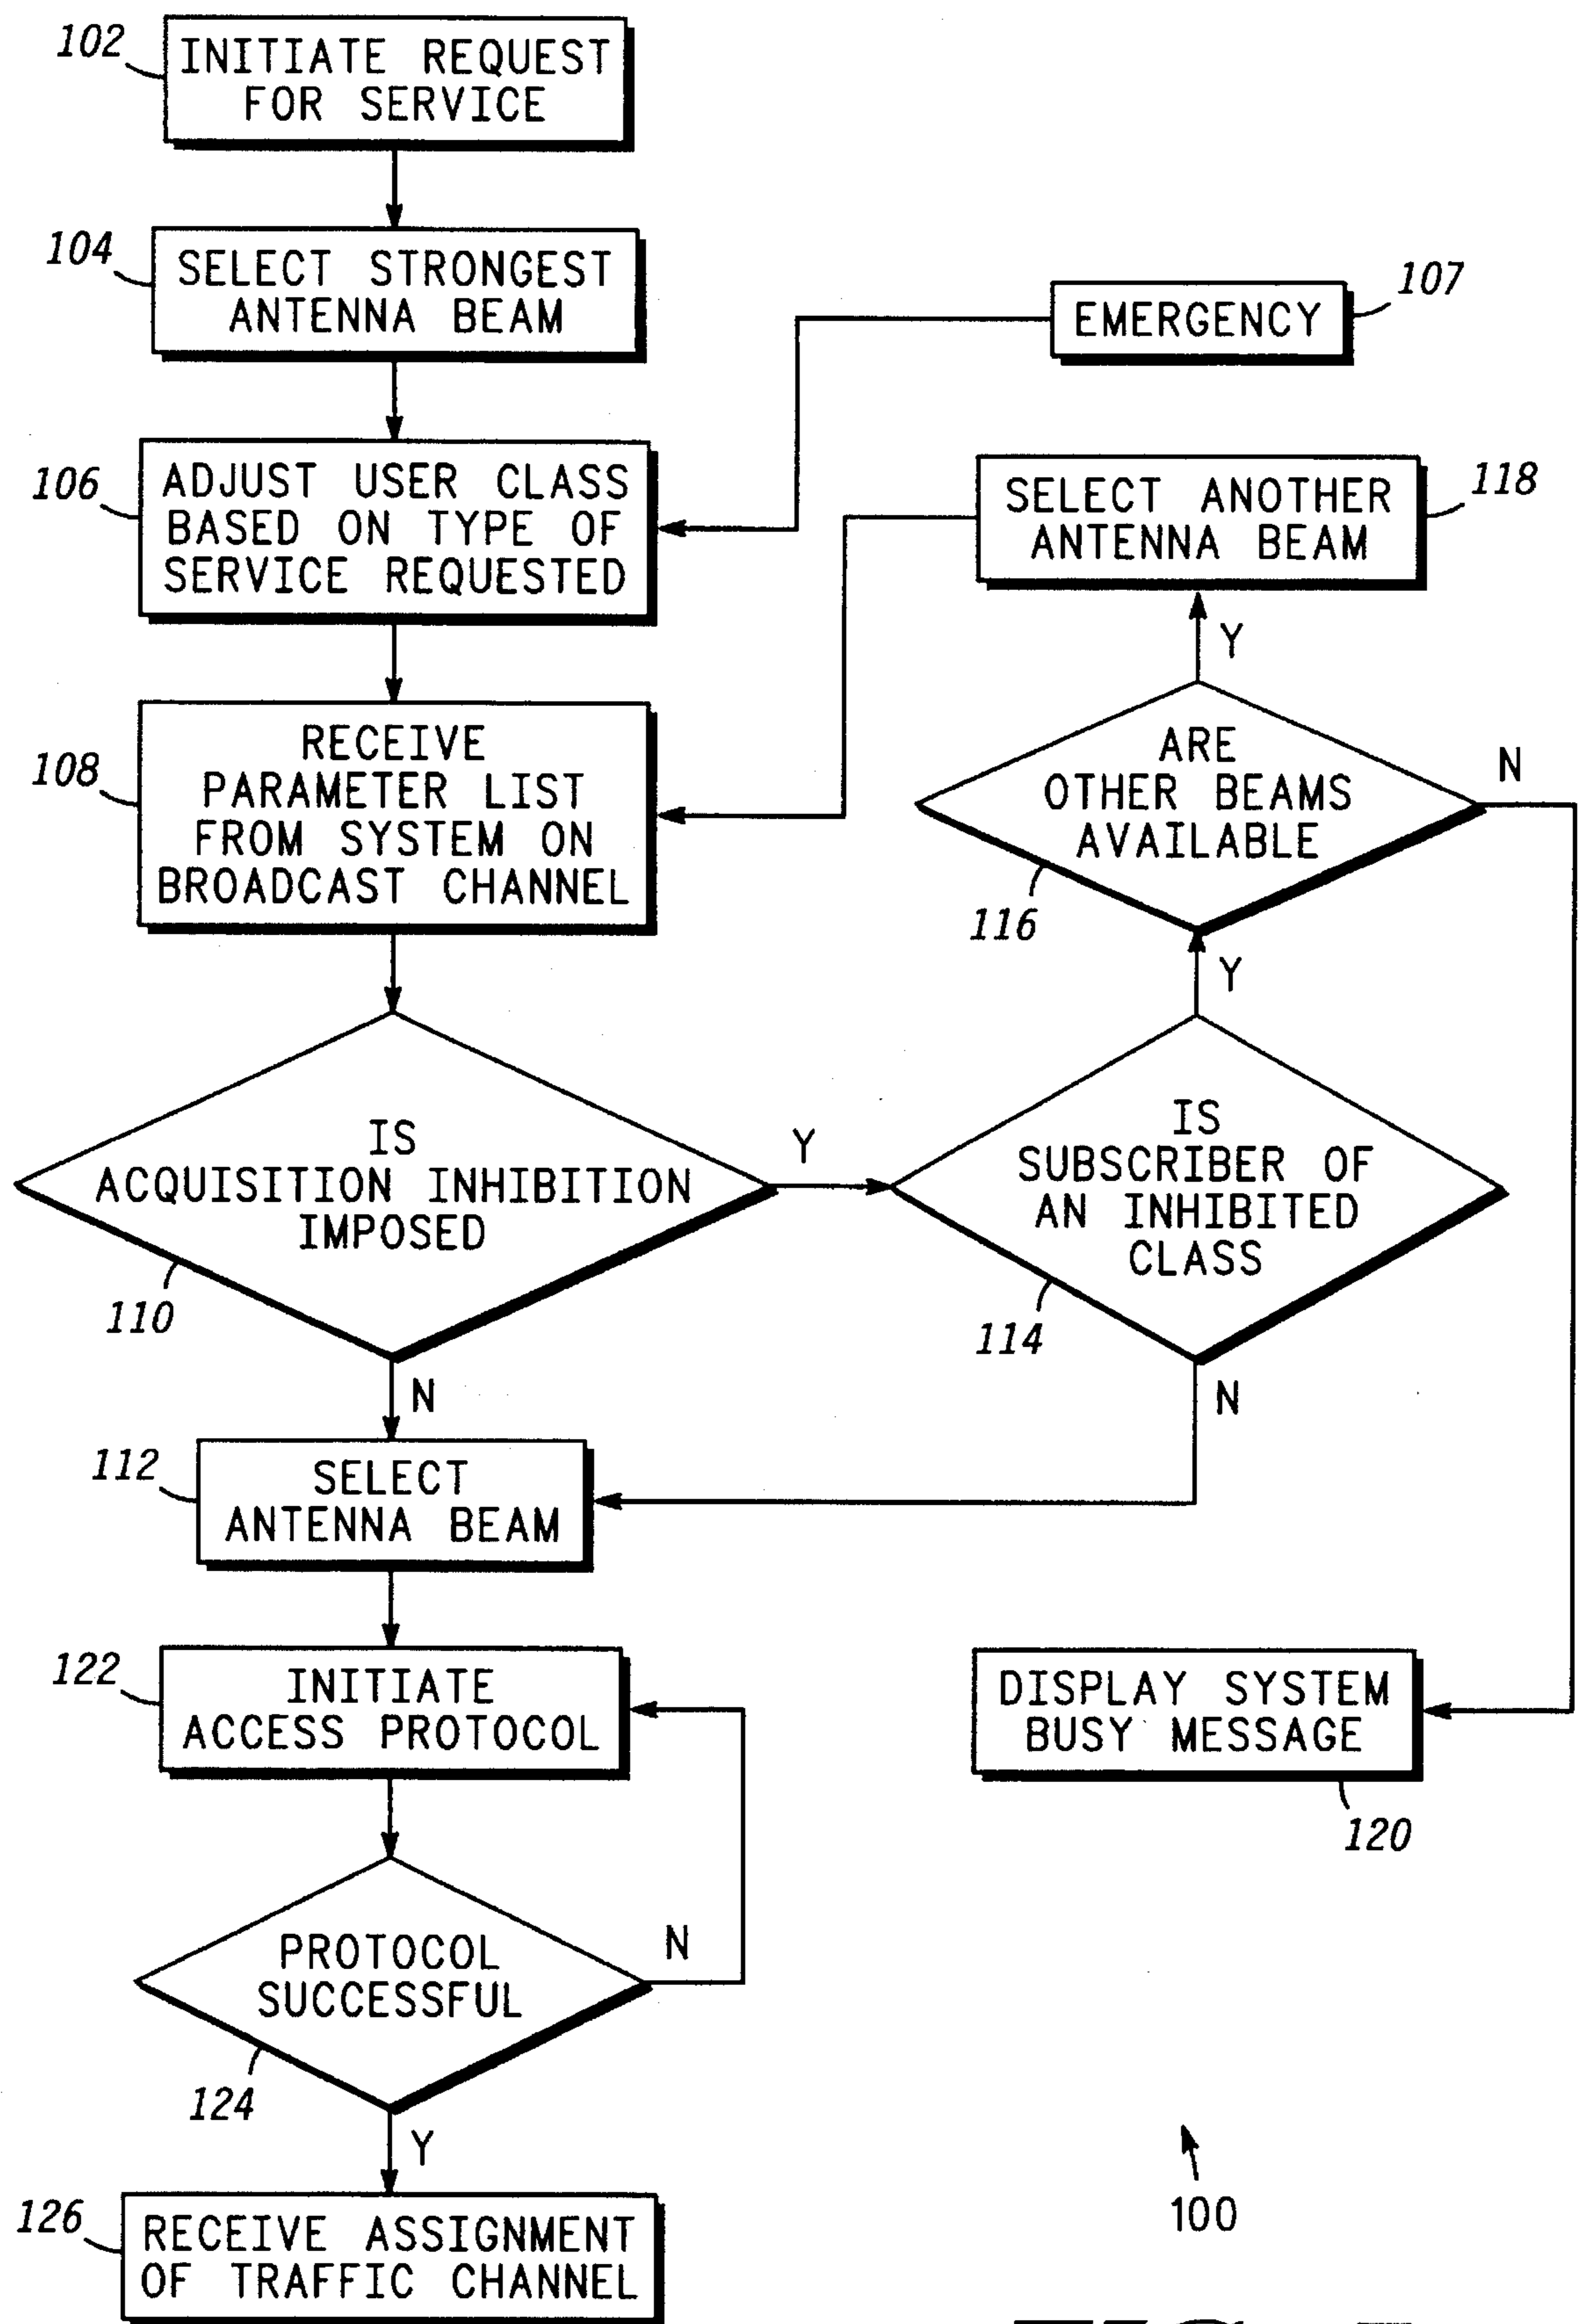 102
INITIATE REQUEST
FOR SERVICE
104
SELECT STRONGEST
ANTENNA BEAM
107
EMERGENCY
106
ADJUST USER CLASS
BASED ON TYPE OF
SERVICE REQUESTED
118
SELECT ANOTHER
ANTENNA BEAM
Y
108
RECEIVE
PARAMETER LIST
FROM SYSTEM ON
BROADCAST CHANNEL
ARE
OTHER BEAMS
AVAILABLE
N
116
Y
IS
ACQUISITION INHIBITION
IMPOSED
Y
110
IS
SUBSCRIBER OF
AN INHIBITED
CLASS
114
N
N
112
SELECT
ANTENNA BEAM
122
INITIATE
ACCESS PROTOCOL
DISPLAY SYSTEM
BUSY MESSAGE
120
PROTOCOL
SUCCESSFUL
N
124
Y
100
126
RECEIVE ASSIGNMENT
OF TRAFFIC CHANNEL